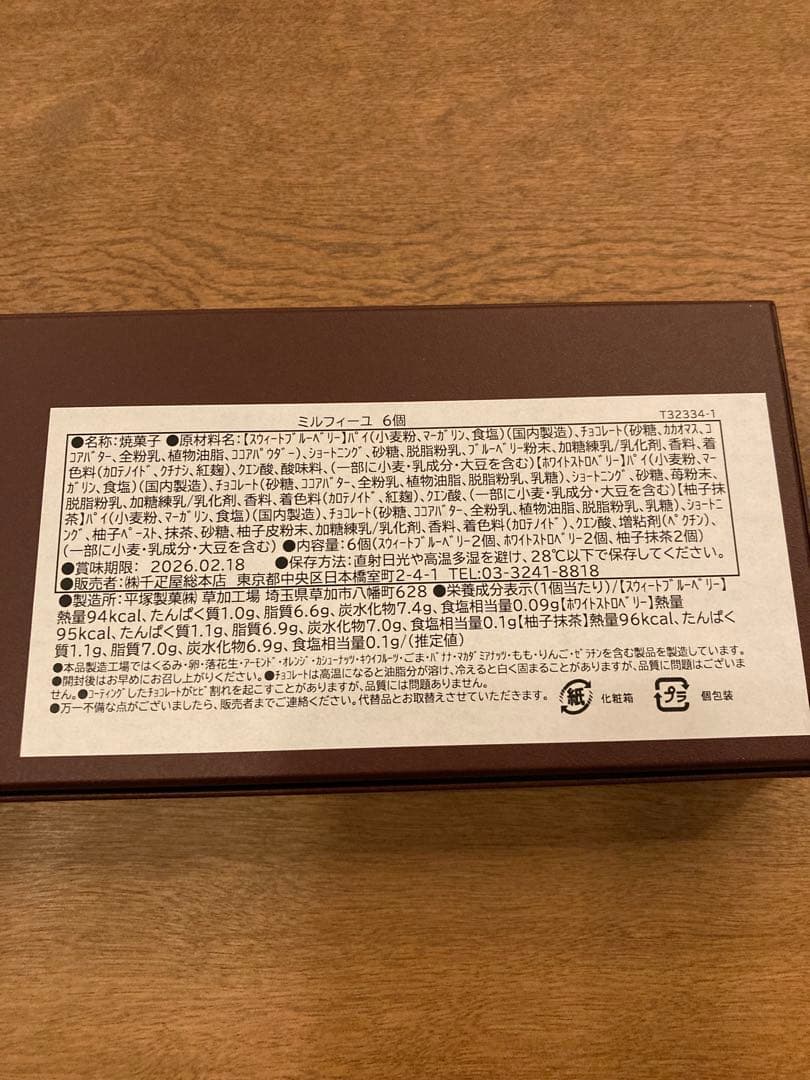 ミルフィーユ 6個
T32334-1
●名称:焼菓子 ●原材料名:【スウィートブルーベリー】パイ(小麦粉、マーガリン、食塩)(国内製造)、チョコレート(砂糖、カカオマス、コ
コアバター、全粉乳、植物油脂、ココアパウダー)、ショートニング、砂糖、脱脂粉乳、ブルーベリー粉末、加糖練乳/乳化剤、香料、着
色料(カロテノイド、クチナシ、紅麹)、クエン酸、酸味料、(一部に小麦・乳成分・大豆を含む)【ホワイトストロベリー】パイ(小麦粉、マー
ガリン、食塩)(国内製造)、チョコレート(砂糖、ココアバター、全粉乳、植物油脂、脱脂粉乳、乳糖)、ショートニング、砂糖、苺粉末、
脱脂粉乳、加糖練乳/乳化剤、香料、着色料(カロテノイド、紅麹)、クエン酸、(一部に小麦・乳成分・大豆を含む)【柚子抹
茶】パイ(小麦粉、マーガリン、食塩)(国内製造)、チョコレート(砂糖、ココアバター、全粉乳、植物油脂、脱脂粉乳、乳糖)、ショートニ
ング、柚子ペースト、抹茶、砂糖、柚子皮粉末、加糖練乳/乳化剤、香料、着色料(カロテノイド)、クエン酸、増粘剤(ペクチン)、
(一部に小麦・乳成分・大豆を含む) ●内容量:6個(スウィートブルーベリー2個、ホワイトストロベリー2個、柚子抹茶2個)
●賞味期限: 2026.02.18 ●保存方法:直射日光や高温多湿を避け、28℃以下で保存してください。
●販売者:㈱千疋屋総本店 東京都中央区日本橋室町2-4-1 TEL:03-3241-8818
●製造所:平塚製菓㈱ 草加工場 埼玉県草加市八幡町628 ●栄養成分表示(1個当たり)/【スウィートブルーベリー】
熱量94kcal、たんぱく質1.0g、脂質6.6g、炭水化物7.4g、食塩相当量0.09g【ホワイトストロベリー】熱量
95kcal、たんぱく質1.1g、脂質6.9g、炭水化物7.0g、食塩相当量0.1g【柚子抹茶】熱量96kcal、たんぱく
質1.1g、脂質7.0g、炭水化物6.9g、食塩相当量0.1g/(推定値)
●本品製造工場ではくるみ・卵・落花生・アーモンド・オレンジ・カシューナッツ・キウイフルーツ・ごま・バナナ・マカダミアナッツ・もも・りんご・ゼラチンを含む製品を製造しています。
●開封後はお早めにお召し上がりください。●チョコレートは高温になると油脂分が溶け、冷えると白く固まることがありますが、品質に問題はございま
せん。●コーティングしたチョコレートがヒビ割れを起こすことがありますが、品質には問題ありません。
●万一不備な点がございましたら、販売者までご連絡ください。代替品とお取替えさせていただきます。
紙 化粧箱 プラ 個包装